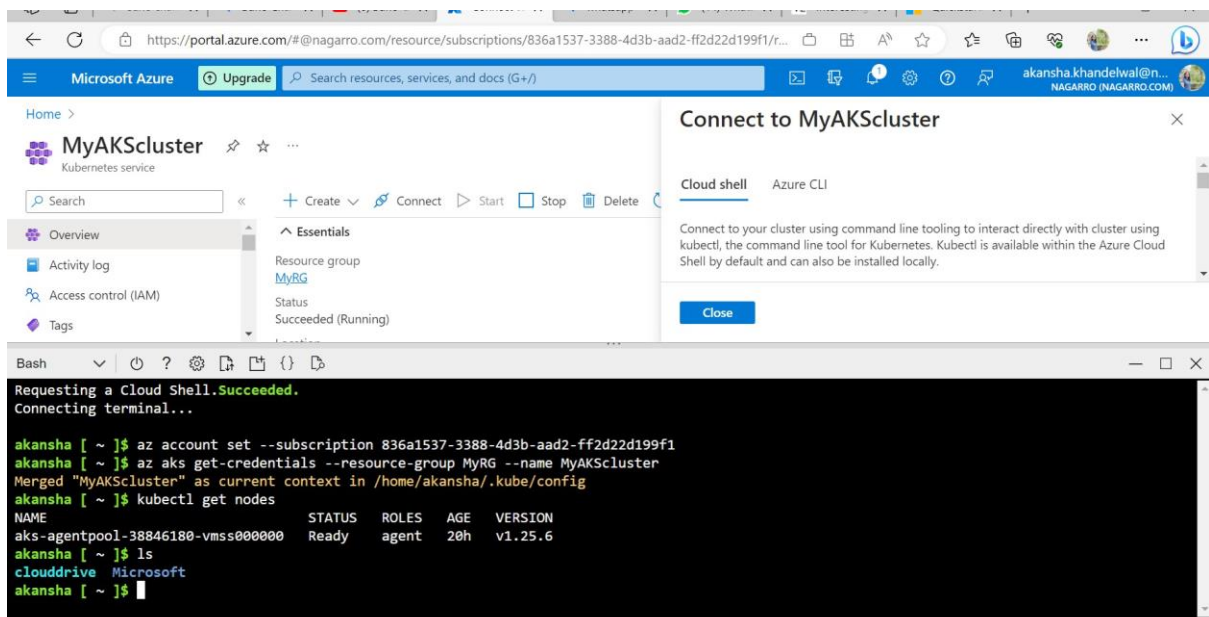 https://portal.azure.com/#@nagarro.com/resource/subscriptions/836a1537-3388-4d3b-aad2-ff2d22d199f1/r...
Microsoft Azure
Upgrade
Search resources, services, and docs (G+/)
1
akansha.khandelwal@n...
NAGARRO (NAGARRO.COM)
Home >
MyAKScluster
Kubernetes service
Search
Create
Connect
Start
Stop
Delete
Overview
Activity log
Access control (IAM)
Tags
Essentials
Resource group
MyRG
Status
Succeeded (Running)
Connect to MyAKScluster
Cloud shell Azure CLI
Connect to your cluster using command line tooling to interact directly with cluster using
kubectl, the command line tool for Kubernetes. Kubectl is available within the Azure Cloud
Shell by default and can also be installed locally.
Close
Bash
Requesting a Cloud Shell.Succeeded.
Connecting terminal...
akansha [ ~ ]$ az account set --subscription 836a1537-3388-4d3b-aad2-ff2d22d199f1
akansha [ ~ ]$ az aks get-credentials --resource-group MyRG --name MyAKScluster
Merged "MyAKScluster" as current context in /home/akansha/.kube/config
akansha [ ~ ]$ kubectl get nodes
NAME STATUS ROLES AGE VERSION
aks-agentpool-38846180-vmss000000 Ready agent 20h v1.25.6
akansha [ ~ ]$ ls
clouddrive Microsoft
akansha [ ~ ]$